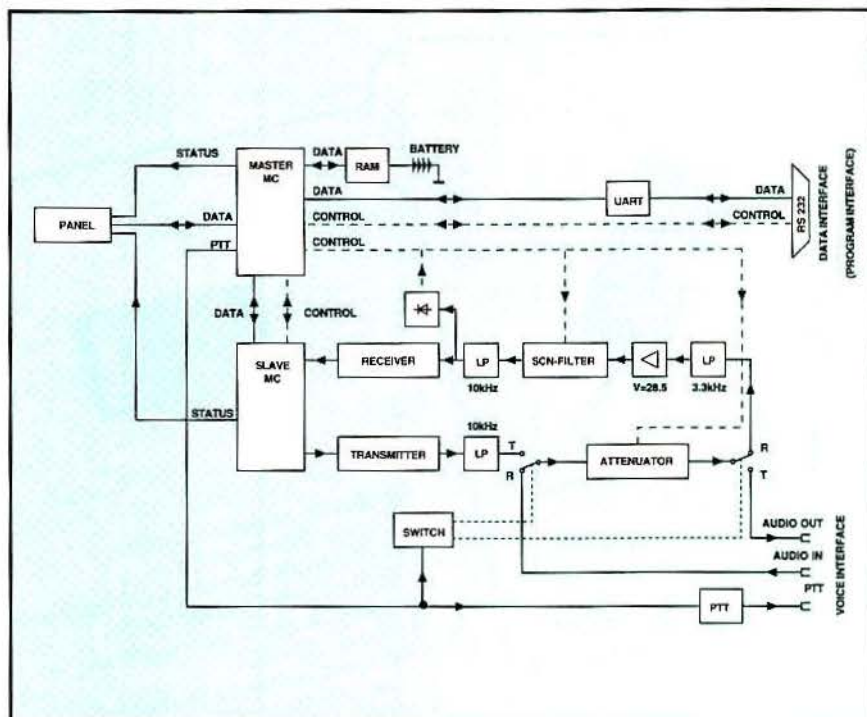 STATUS
MASTER
MC
DATA
RAM
BATTERY
DATA
UART
DATA
PANEL
DATA
CONTROL
CONTROL
RS 232
DATA INTERFACE
(PROGRAM INTERFACE)
PTT
CONTROL
DATA
CONTROL
SLAVE
MC
RECEIVER
LP
10kHz
SCN-FILTER
V=28.5
LP
3.3kHz
STATUS
TRANSMITTER
10kHz
LP
T
R
ATTENUATOR
R
T
SWITCH
AUDIO OUT
AUDIO IN
PTT
PTT
VOICE INTERFACE